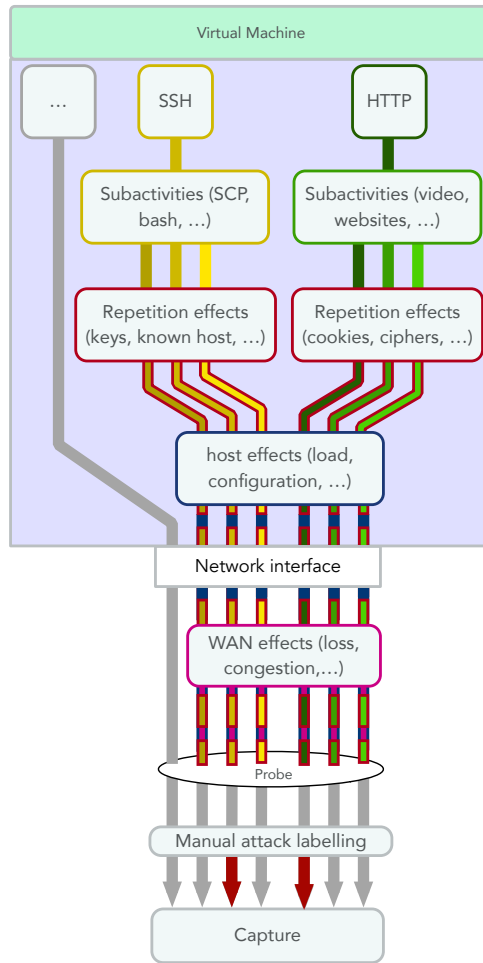 Virtual Machine
...
SSH
HTTP
Subactivities (SCP,
bash, ...)
Subactivities (video,
websites, ...)
Repetition effects
(keys, known host, ...)
Repetition effects
(cookies, ciphers, ...)
host effects (load,
configuration, ...)
Network interface
WAN effects (loss,
congestion,...)
Probe
Manual attack labelling
Capture